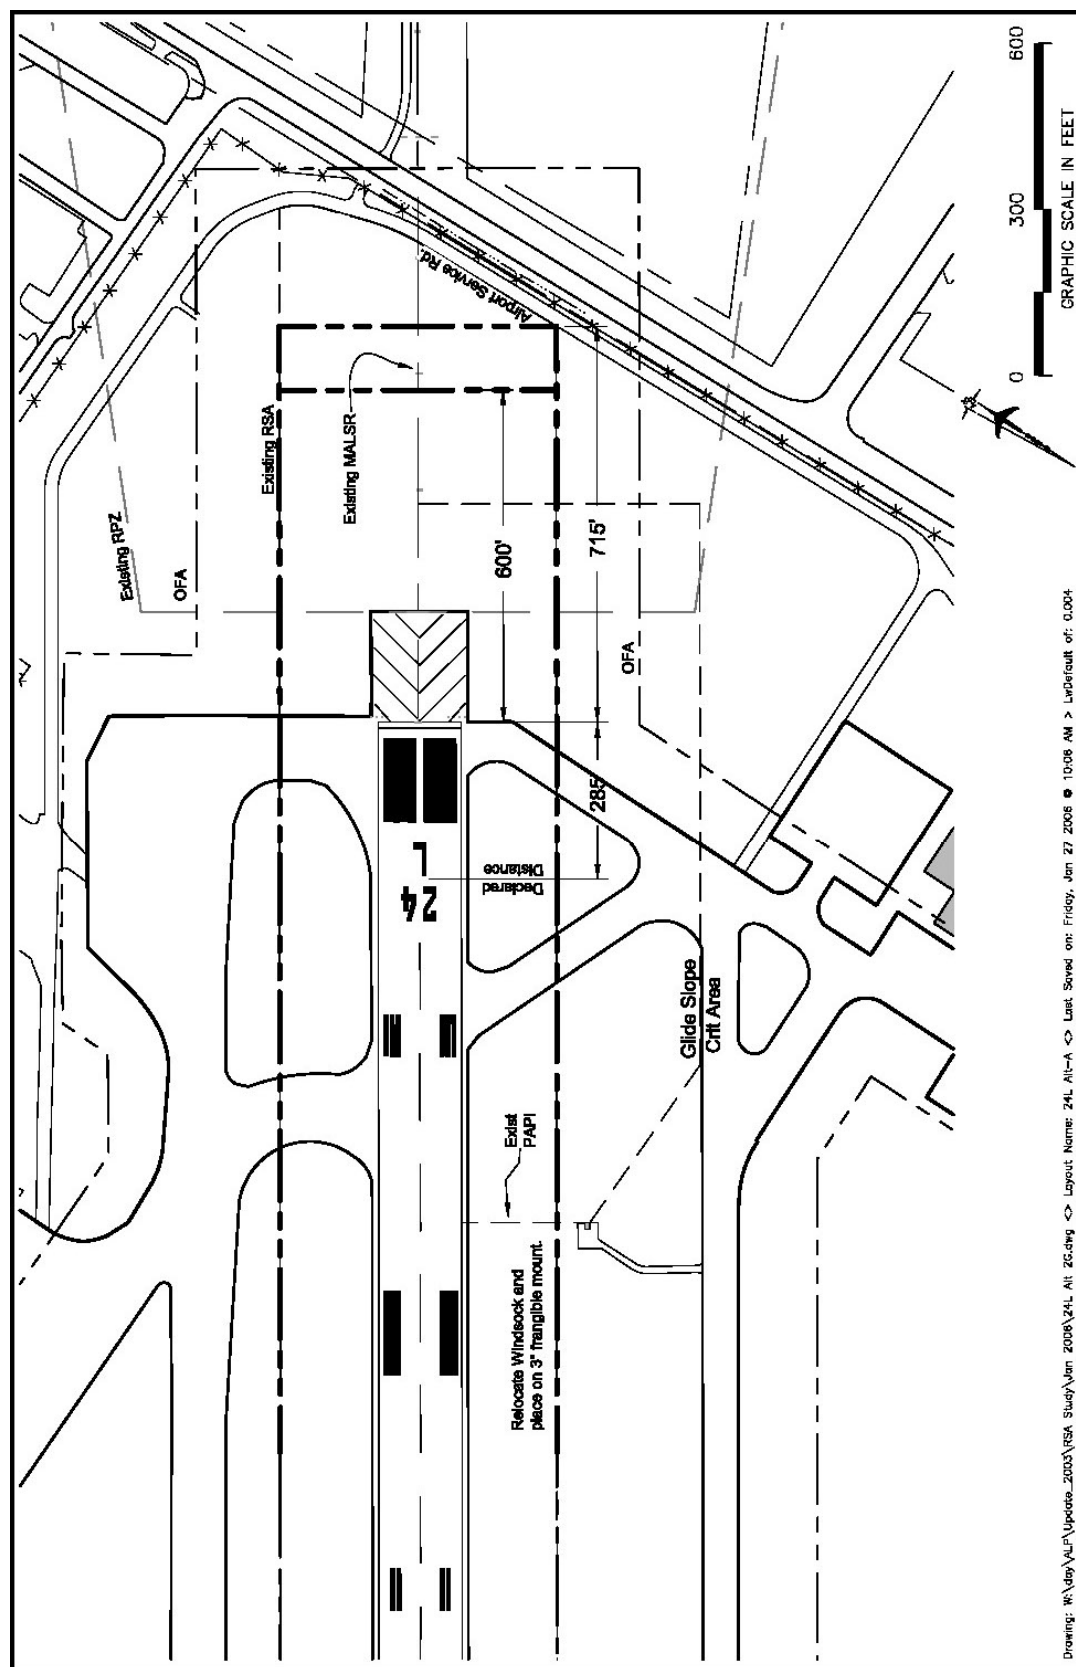 600
300
0
GRAPHIC SCALE IN FEET
Airport Service Rd.
Existing RSA
Existing MALSR
Existing RPZ
OFA
600'
715'
OFA
285'
24
L
Declared
Distance
Glide Slope
Crit Area
Exist
PAPI
Relocate Windsock and
place on 3" frangible mount.
Drawing: W:\day\ALP\Update_2003\RSA Study\Jan 2006\24L Alt 2G.dwg <> Layout Name: 24L Alt-A <> Last Saved on: Friday, Jan 27 2006 @ 10:06 AM > LwDefault of: 0.004